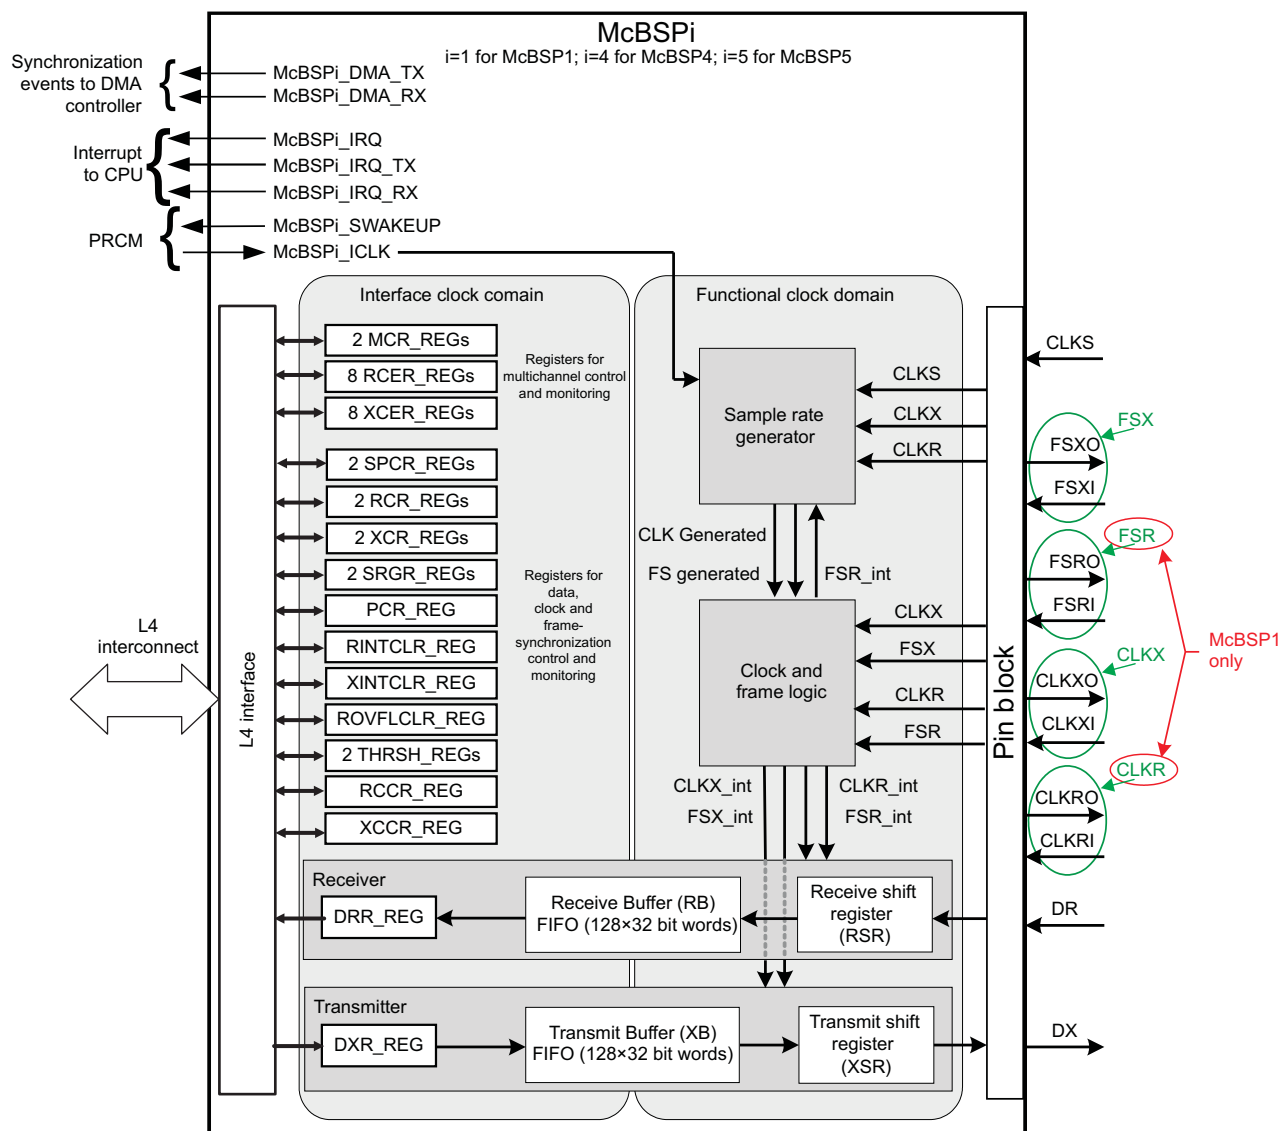 McBSPi
i=1 for McBSP1; i=4 for McBSP4; i=5 for McBSP5
Synchronization
events to DMA
controller
McBSPi_DMA_TX
McBSPi_DMA_RX
Interrupt
to CPU
McBSPi_IRQ
McBSPi_IRQ_TX
McBSPi_IRQ_RX
PRCM
McBSPi_SWAKEUP
McBSPi_ICLK
Interface clock comain
Functional clock domain
2 MCR_REGs
8 RCER_REGs
8 XCER_REGs
Registers for
multichannel control
and monitoring
2 SPCR_REGs
2 RCR_REGs
2 XCR_REGs
2 SRGR_REGs
PCR_REG
RINTCLR_REG
XINTCLR_REG
ROVFLCLR_REG
2 THRSH_REGs
RCCR_REG
XCCR_REG
Registers for
data,
clock and
frame-
synchronization
control and
monitoring
L4
interconnect
L4 interface
Sample rate
generator
CLKS
CLKX
CLKR
CLK Generated
FS generated
FSR_int
Clock and
frame logic
CLKX
FSX
CLKR
FSR
CLKX_int
FSX_int
CLKR_int
FSR_int
Pin block
CLKS
FSX
FSXO
FSXI
FSR
FSRO
FSRI
McBSP1
only
CLKX
CLKXO
CLKXI
CLKR
CLKRO
CLKRI
DR
DX
Receiver
DRR_REG
Receive Buffer (RB)
FIFO (128×32 bit words)
Receive shift
register
(RSR)
Transmitter
DXR_REG
Transmit Buffer (XB)
FIFO (128×32 bit words)
Transmit shift
register
(XSR)